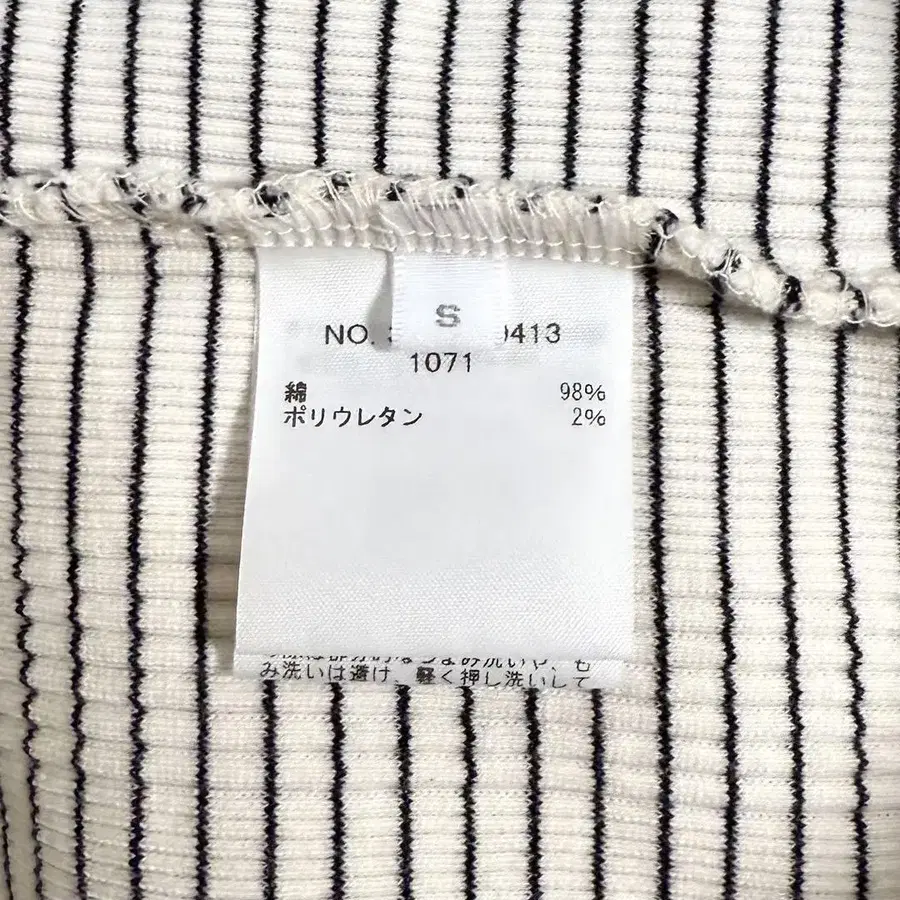 S
NO. 0413
1071
綿 98%
ポリウレタン 2%
み洗いは避け、軽く押し洗いして